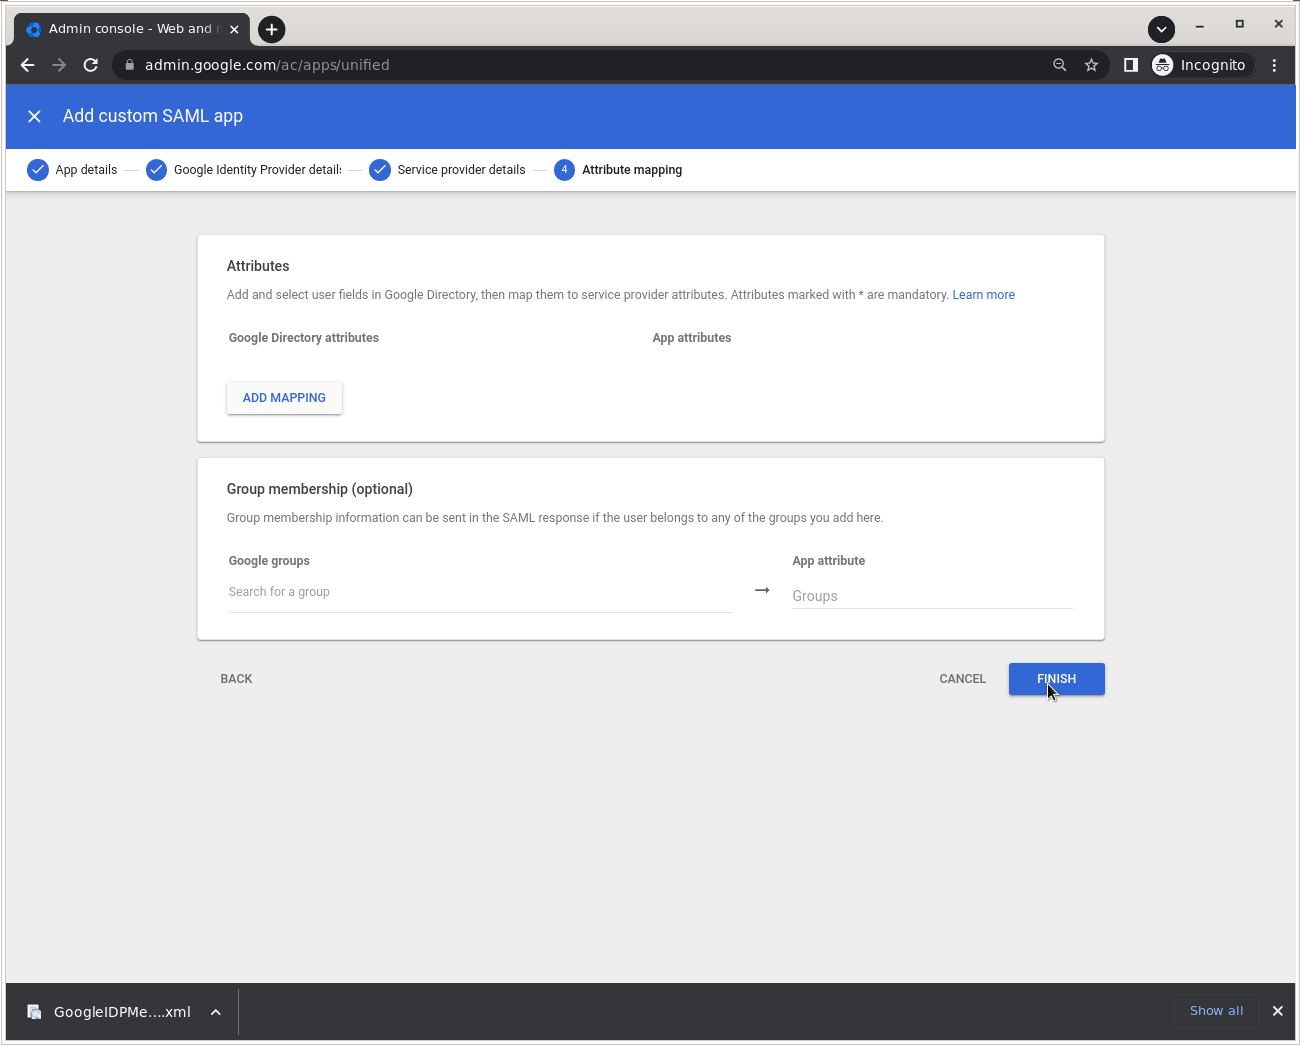 Admin console - Web and
admin.google.com/ac/apps/unified
Incognito
Add custom SAML app
App details
Google Identity Provider details
Service provider details
4 Attribute mapping
Attributes
Add and select user fields in Google Directory, then map them to service provider attributes. Attributes marked with * are mandatory. Learn more
Google Directory attributes
App attributes
ADD MAPPING
Group membership (optional)
Group membership information can be sent in the SAML response if the user belongs to any of the groups you add here.
Google groups
App attribute
Search for a group
Groups
BACK
CANCEL
FINISH
GoogleIDPMe....xml
Show all